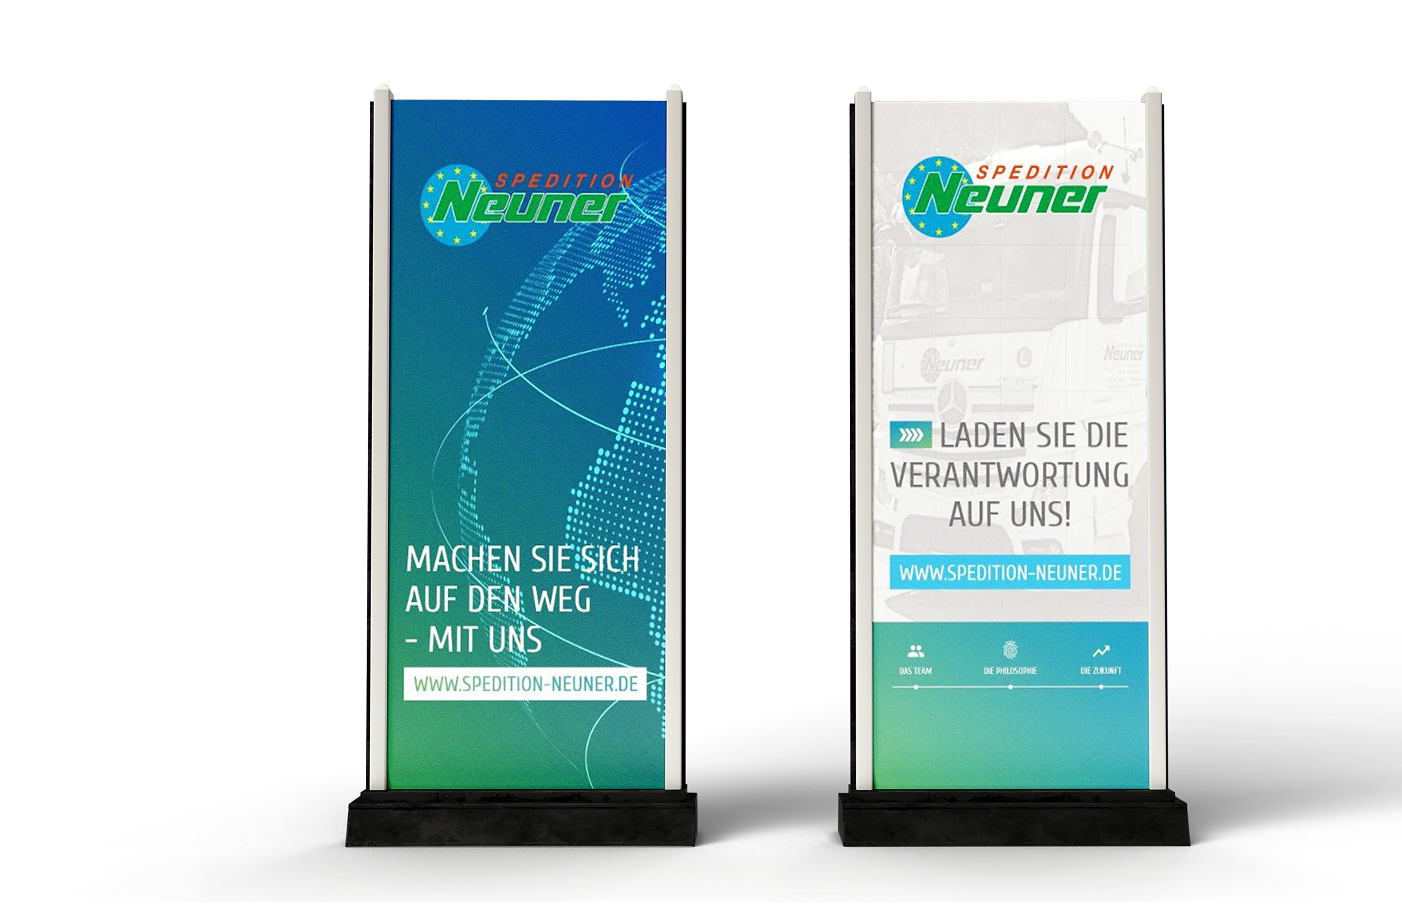 SPEDITION
Neuner
MACHEN SIE SICH
AUF DEN WEG
- MIT UNS
WWW.SPEDITION-NEUNER.DE
SPEDITION
Neuner
SPEDITION
Neuner
L
Neuner
LADEN SIE DIE
VERANTWORTUNG
AUF UNS!
WWW.SPEDITION-NEUNER.DE
DAS TEAM
DIE PHILOSOPHIE
DIE ZUKUNFT